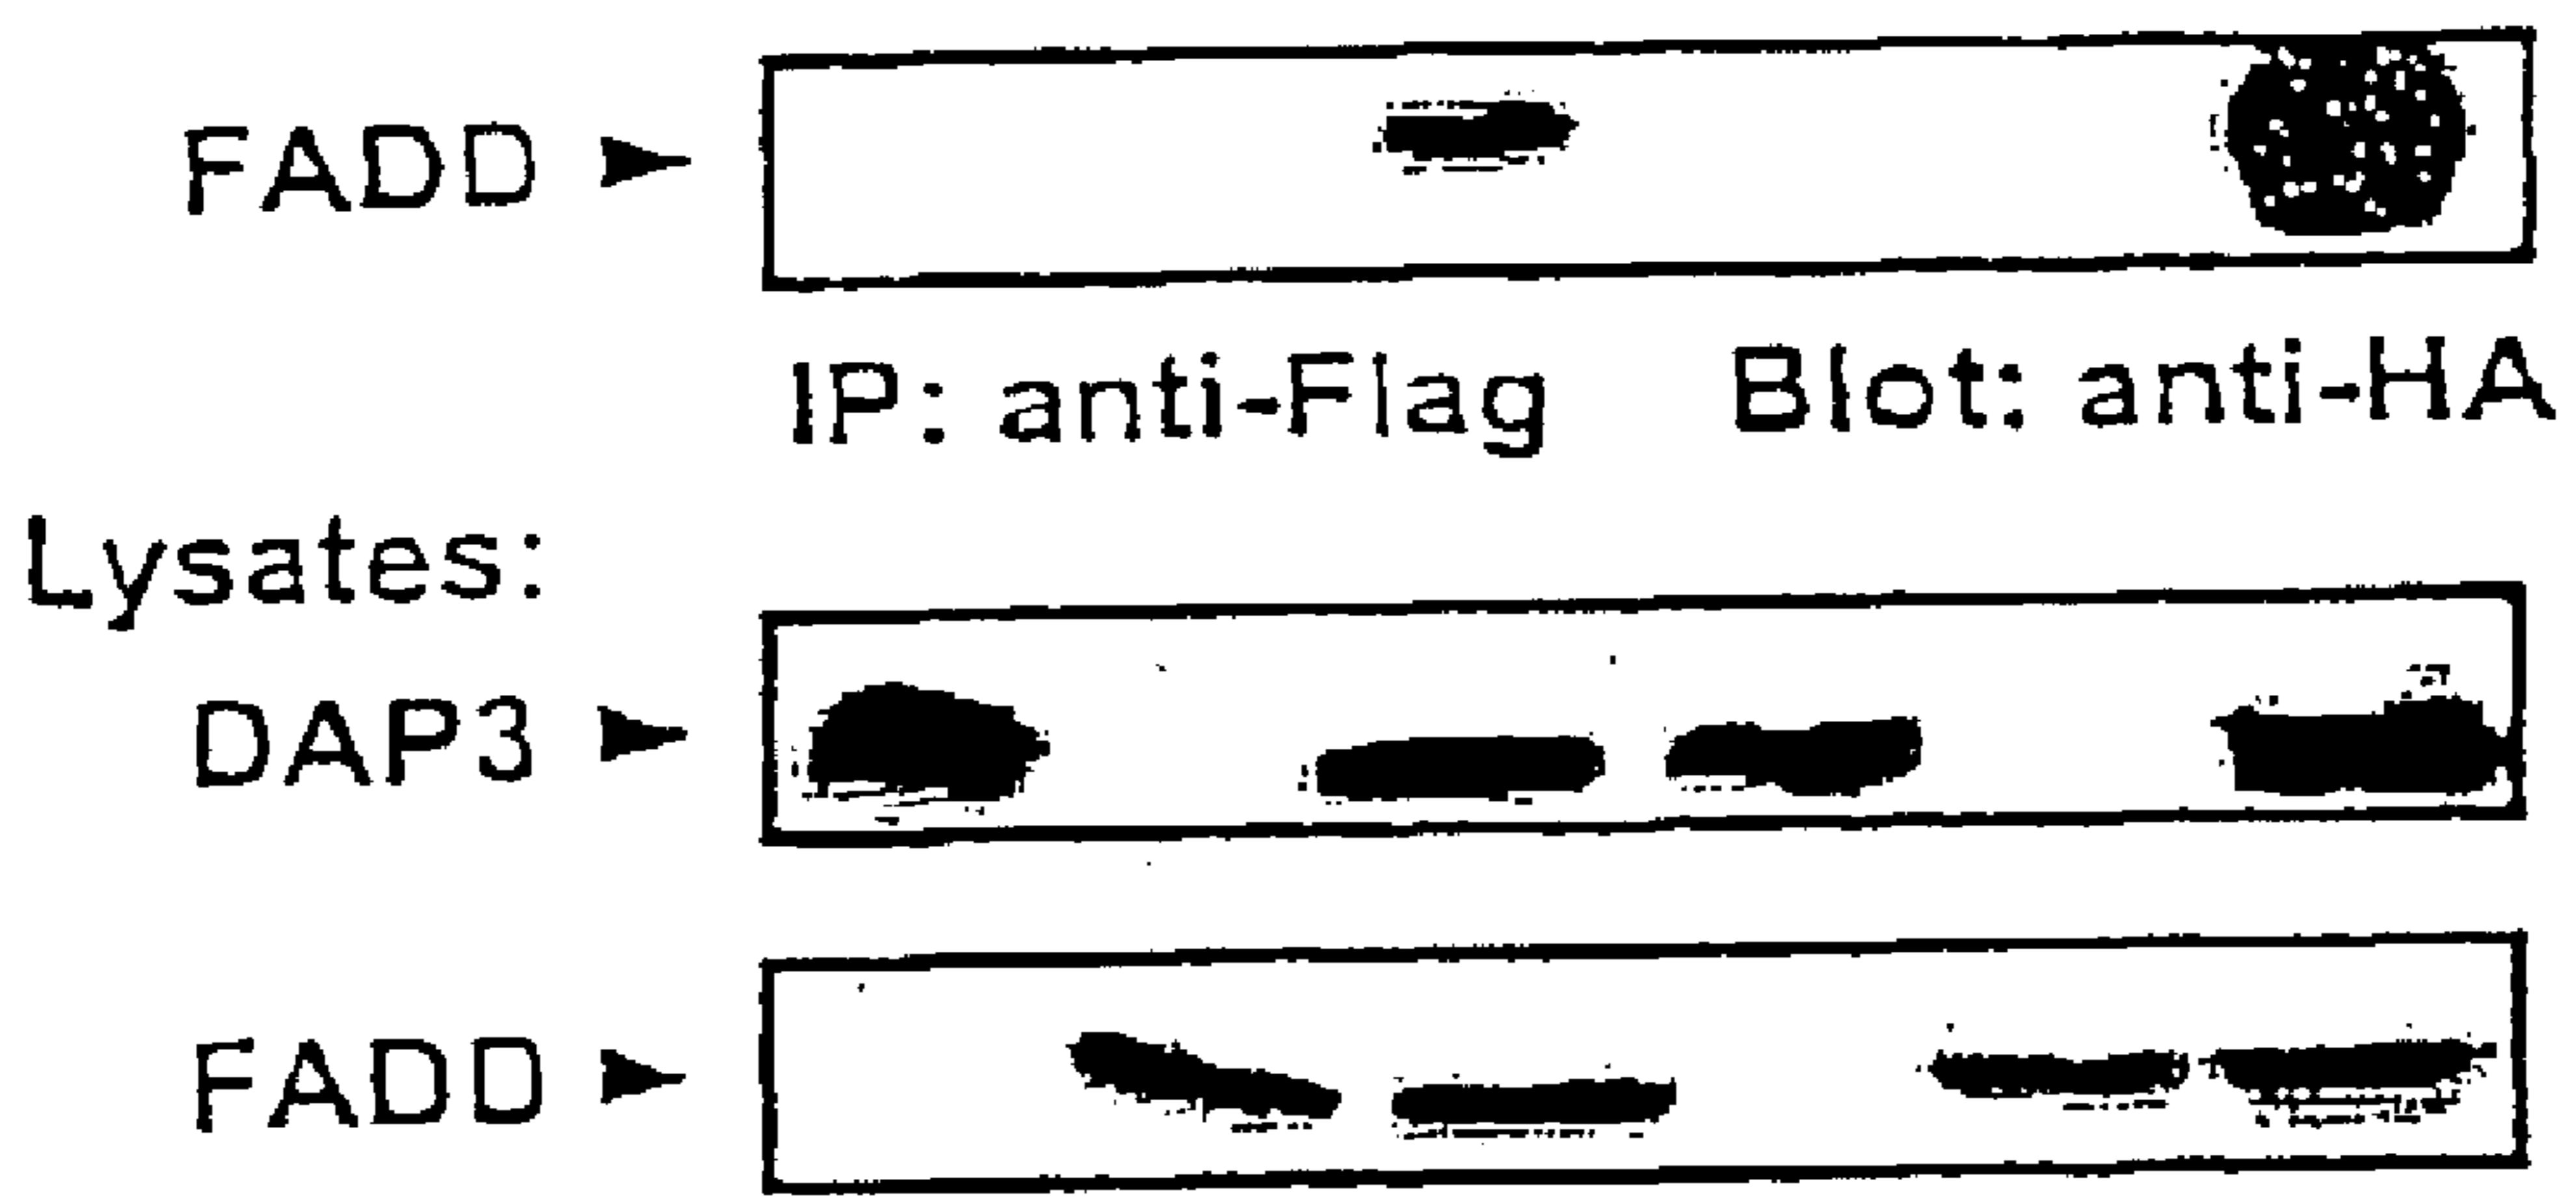 FADD
IP: anti-Flag Blot: anti-HA
Lysates:
DAP3
FADD